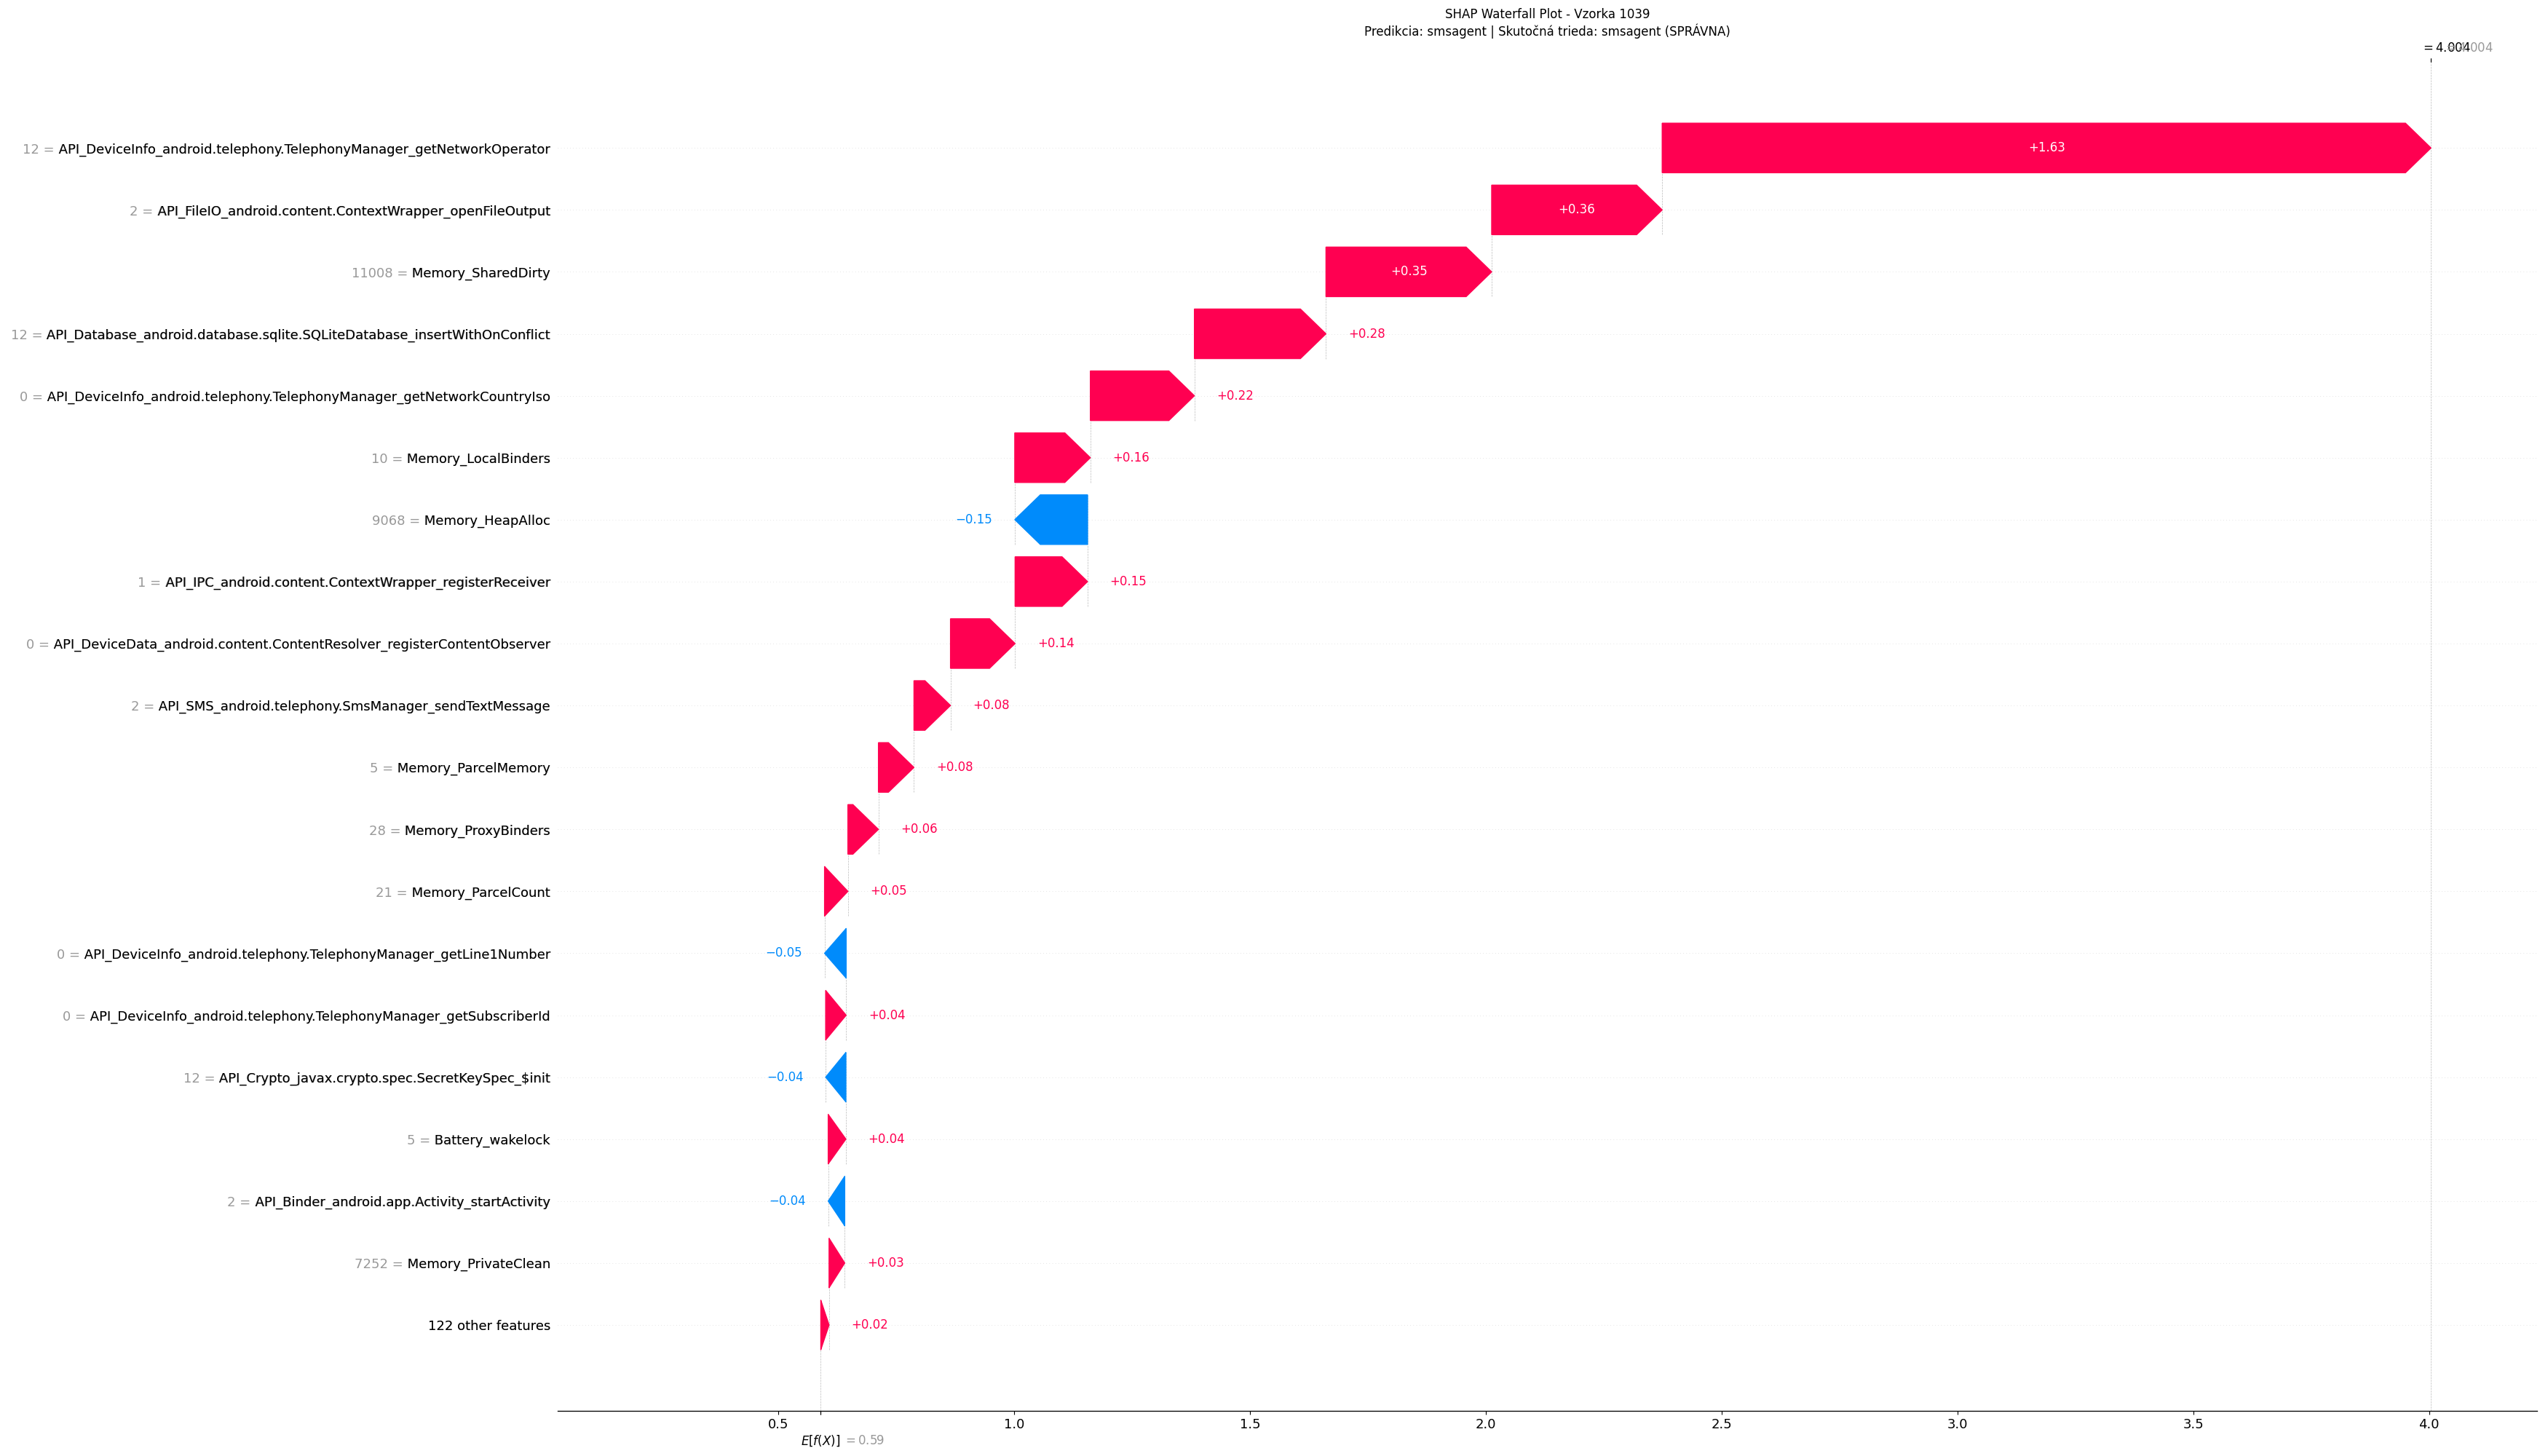 SHAP Waterfall Plot - Vzorka 1039
Predikcia: smsagent | Skutočná trieda: smsagent (SPRÁVNA)
= 4.004
12 = API_DeviceInfo_android.telephony.TelephonyManager_getNetworkOperator
+1.63
2 = API_FileIO_android.content.ContextWrapper_openFileOutput
+0.36
11008 = Memory_SharedDirty
+0.35
12 = API_Database_android.database.sqlite.SQLiteDatabase_insertWithOnConflict
+0.28
0 = API_DeviceInfo_android.telephony.TelephonyManager_getNetworkCountryIso
+0.22
10 = Memory_LocalBinders
+0.16
9068 = Memory_HeapAlloc
−0.15
1 = API_IPC_android.content.ContextWrapper_registerReceiver
+0.15
0 = API_DeviceData_android.content.ContentResolver_registerContentObserver
+0.14
2 = API_SMS_android.telephony.SmsManager_sendTextMessage
+0.08
5 = Memory_ParcelMemory
+0.08
28 = Memory_ProxyBinders
+0.06
21 = Memory_ParcelCount
+0.05
0 = API_DeviceInfo_android.telephony.TelephonyManager_getLine1Number
−0.05
0 = API_DeviceInfo_android.telephony.TelephonyManager_getSubscriberId
+0.04
12 = API_Crypto_javax.crypto.spec.SecretKeySpec_$init
−0.04
5 = Battery_wakelock
+0.04
2 = API_Binder_android.app.Activity_startActivity
−0.04
7252 = Memory_PrivateClean
+0.03
122 other features
+0.02
0.5 1.0 1.5 2.0 2.5 3.0 3.5 4.0
E[f(X)] = 0.59